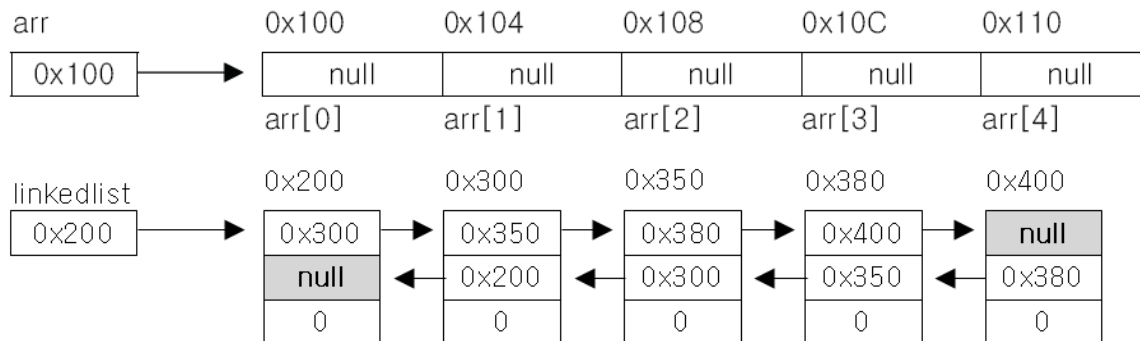 arr 0x100 0x104 0x108 0x10C 0x110
0x100 null null null null null
arr[0] arr[1] arr[2] arr[3] arr[4]
0x200 0x300 0x350 0x380 0x400
linkedlist
0x200 0x300 0x350 0x380 0x400 null
null 0x200 0x300 0x350 0x380
0 0 0 0 0